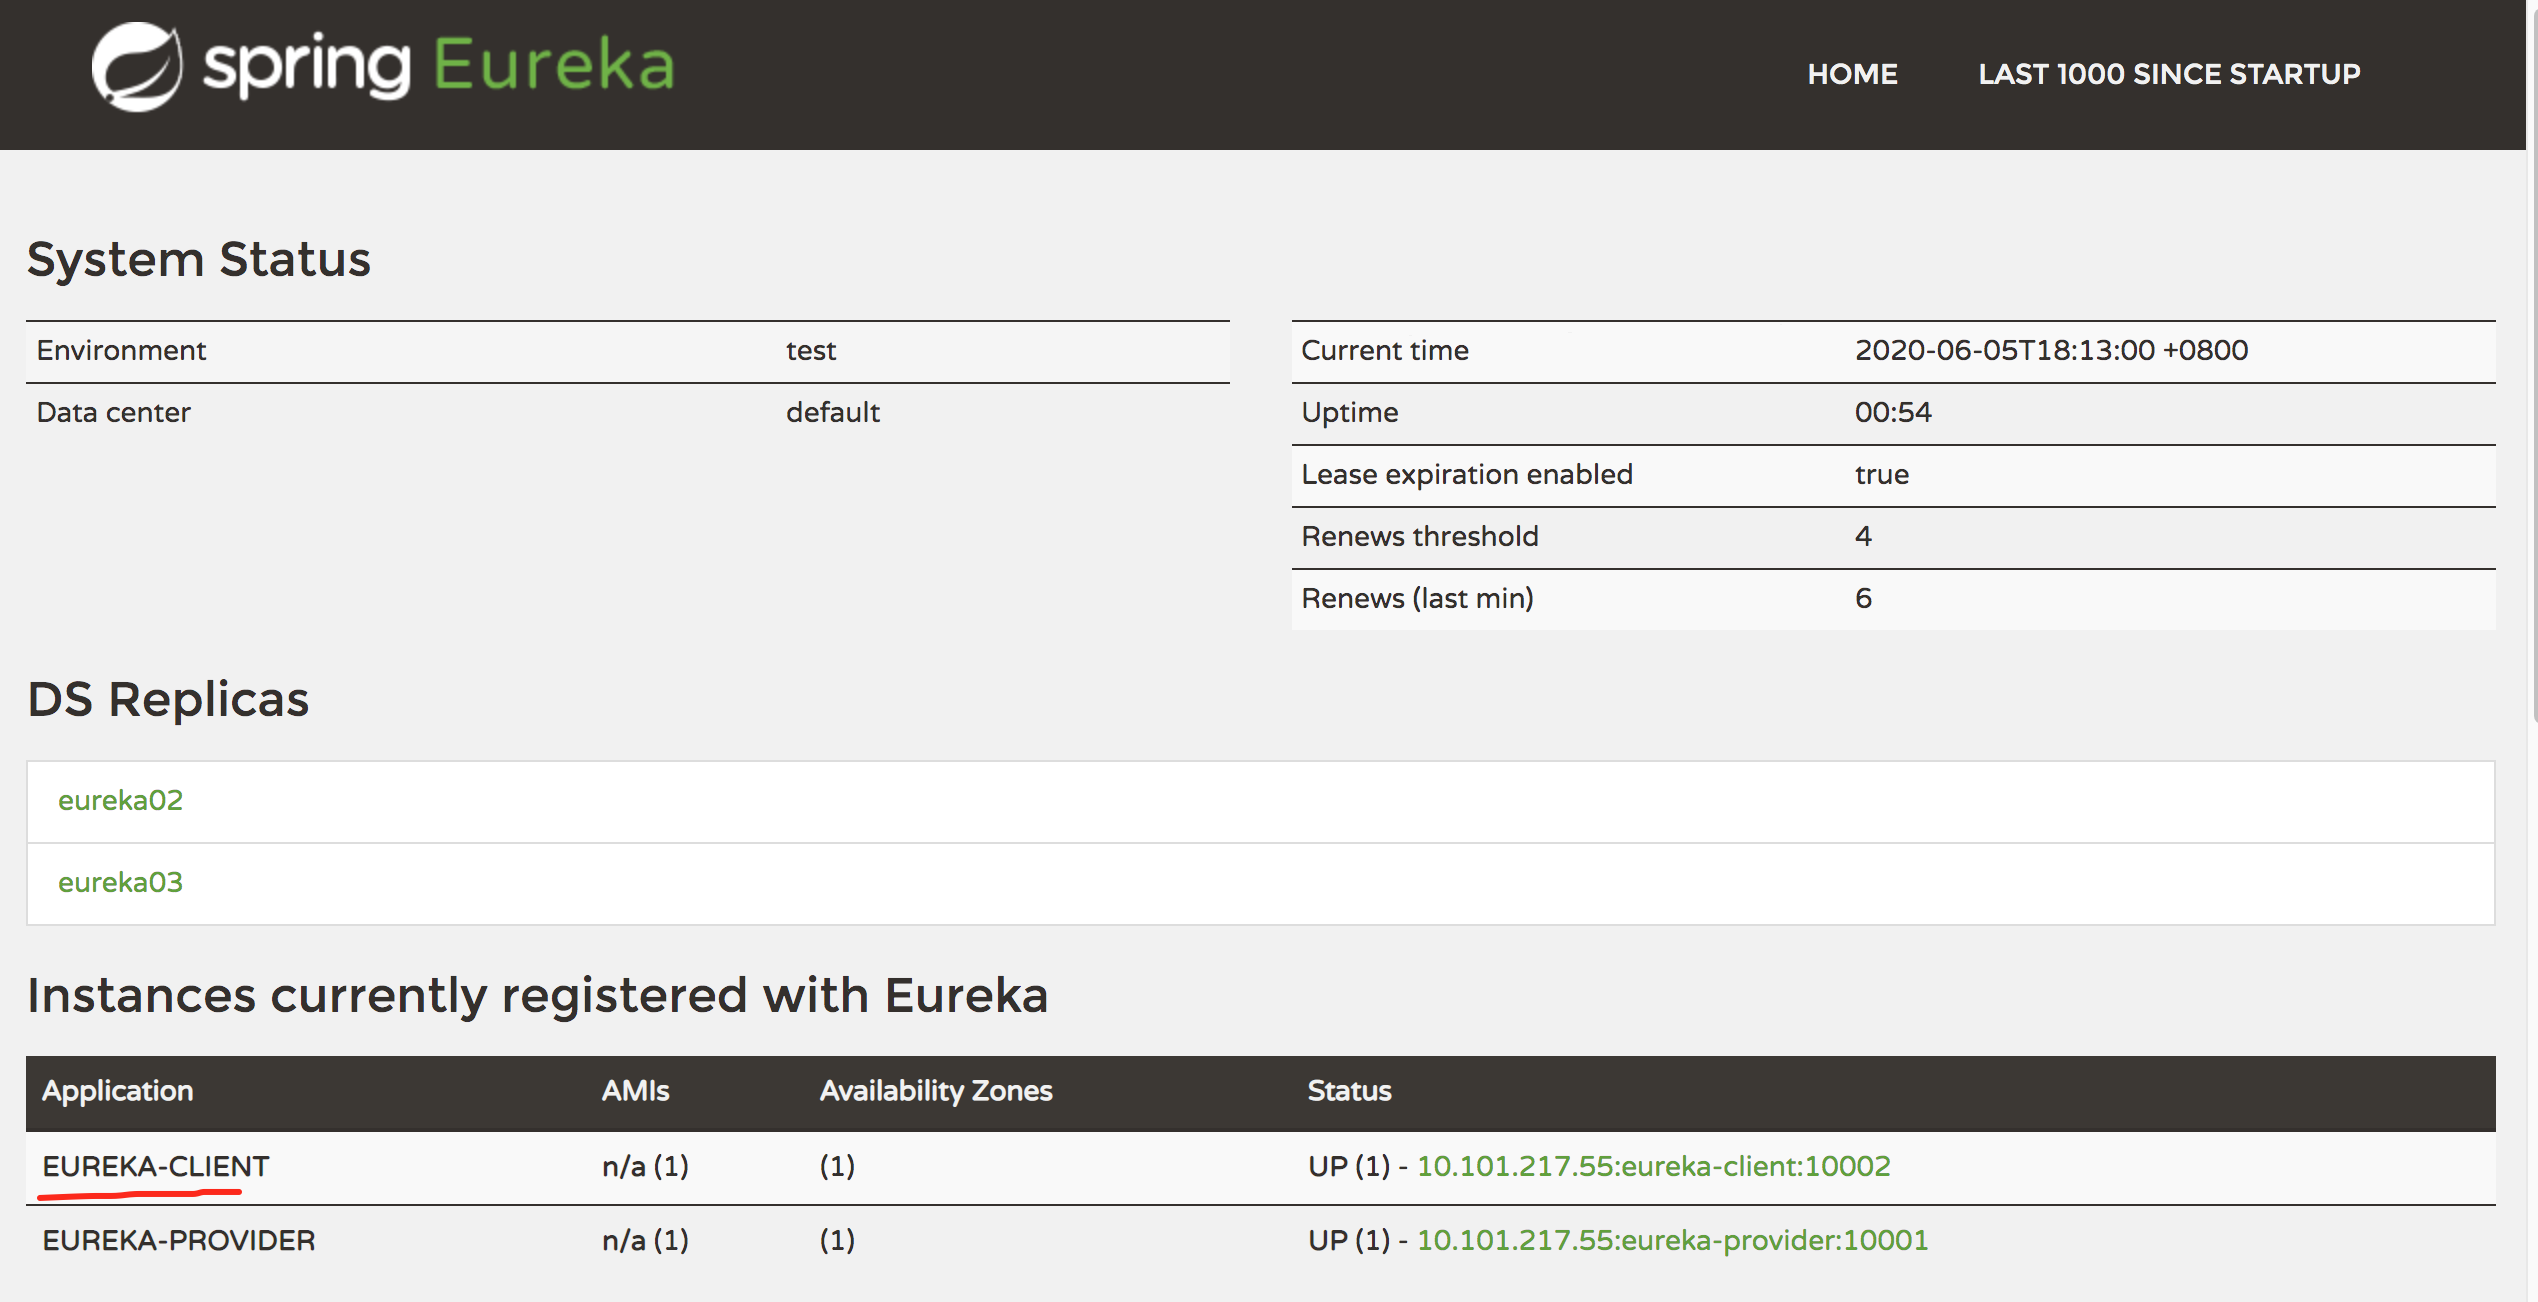 spring Eureka
HOME LAST 1000 SINCE STARTUP
System Status
Environment test
Data center default
Current time 2020-06-05T18:13:00 +0800
Uptime 00:54
Lease expiration enabled true
Renews threshold 4
Renews (last min) 6
DS Replicas
eureka02
eureka03
Instances currently registered with Eureka
Application AMIs Availability Zones Status
EUREKA-CLIENT n/a (1) (1) UP (1) - 10.101.217.55:eureka-client:10002
EUREKA-PROVIDER n/a (1) (1) UP (1) - 10.101.217.55:eureka-provider:10001